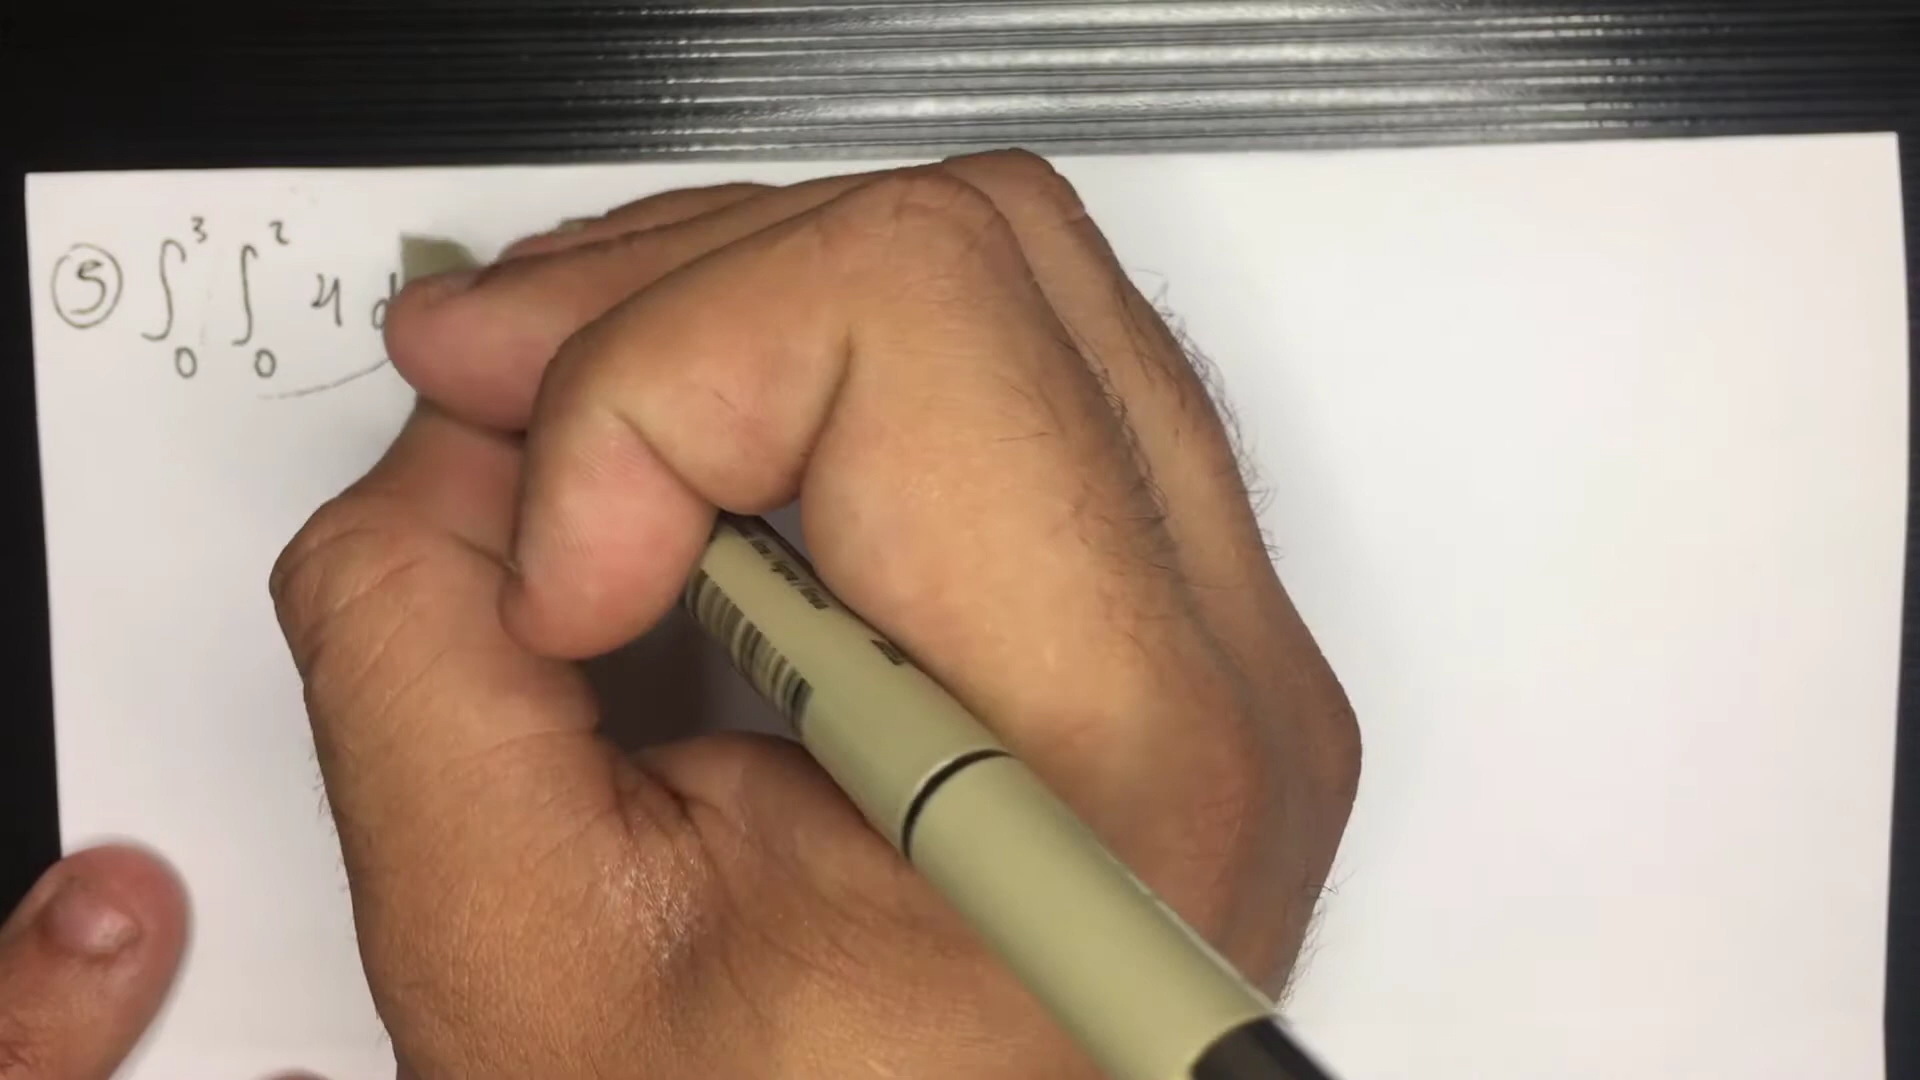 ⑤ ∫₀³ ∫₀² 4 d